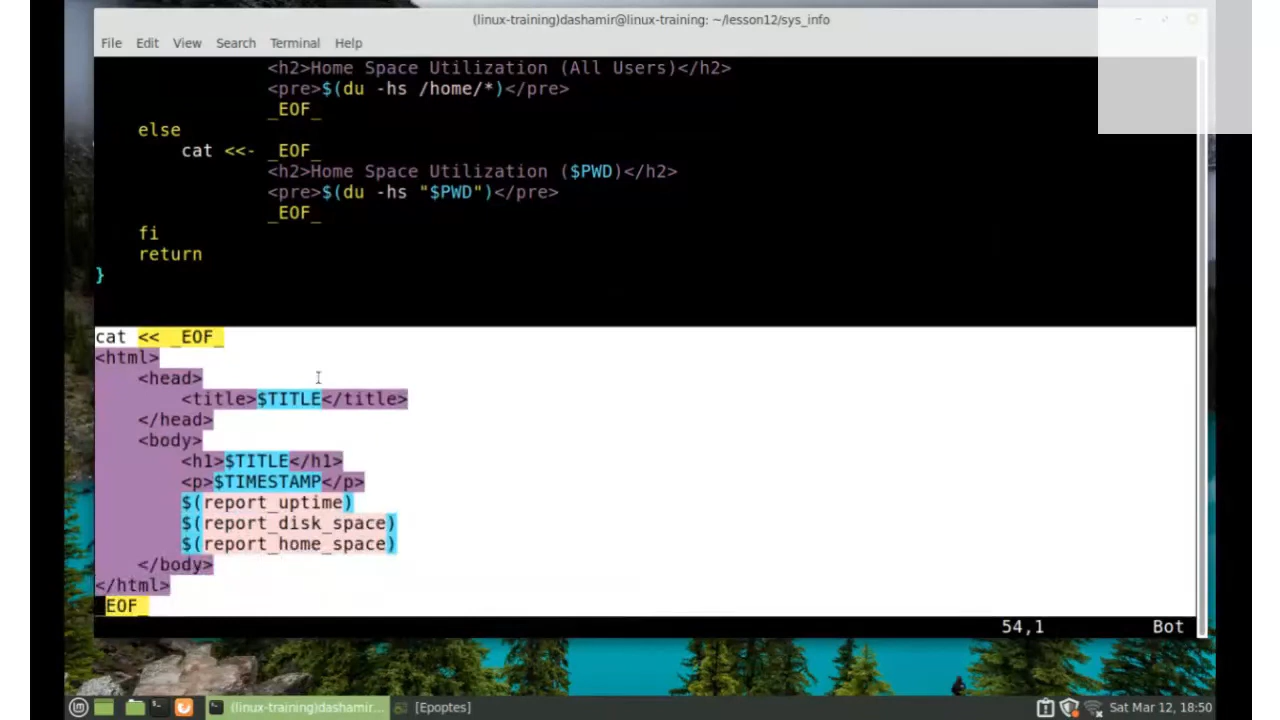 (linux-training)dashamir@linux-training: ~/lesson12/sys_info
File Edit View Search Terminal Help
<h2>Home Space Utilization (All Users)</h2>
<pre>$(du -hs /home/*)</pre>
_EOF_
else
cat <<- _EOF_
<h2>Home Space Utilization ($PWD)</h2>
<pre>$(du -hs "$PWD")</pre>
_EOF_
fi
return
}
cat << _EOF_
<html>
<head>
<title>$TITLE</title>
</head>
<body>
<h1>$TITLE</h1>
<p>$TIMESTAMP</p>
$(report_uptime)
$(report_disk_space)
$(report_home_space)
</body>
</html>
_EOF_
54,1 Bot
(linux-training)dashamir... [Epoptes] Sat Mar 12, 18:50